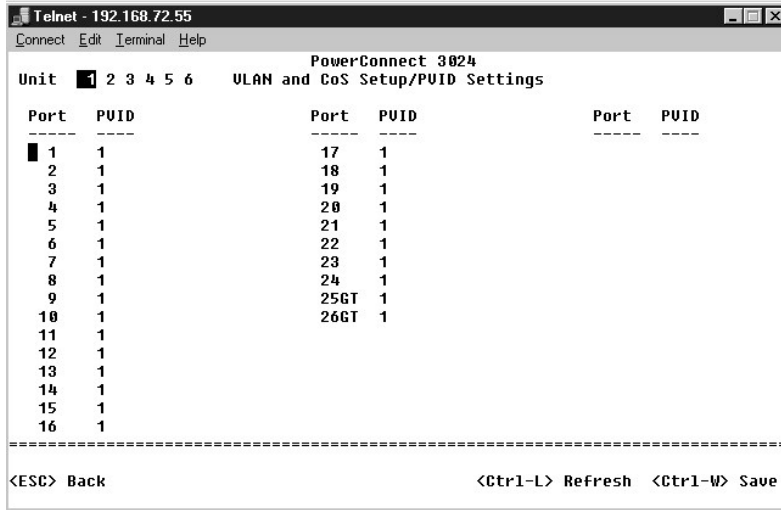 Telnet - 192.168.72.55
Connect Edit Terminal Help
PowerConnect 3024
Unit 1 2 3 4 5 6 VLAN and CoS Setup/PVID Settings
Port PVID Port PVID Port PVID
----- ---- ----- ---- ----- ----
1 1 17 1
2 1 18 1
3 1 19 1
4 1 20 1
5 1 21 1
6 1 22 1
7 1 23 1
8 1 24 1
9 1 25GT 1
10 1 26GT 1
11 1
12 1
13 1
14 1
15 1
16 1
================================================================================
<ESC> Back <Ctrl-L> Refresh <Ctrl-W> Save